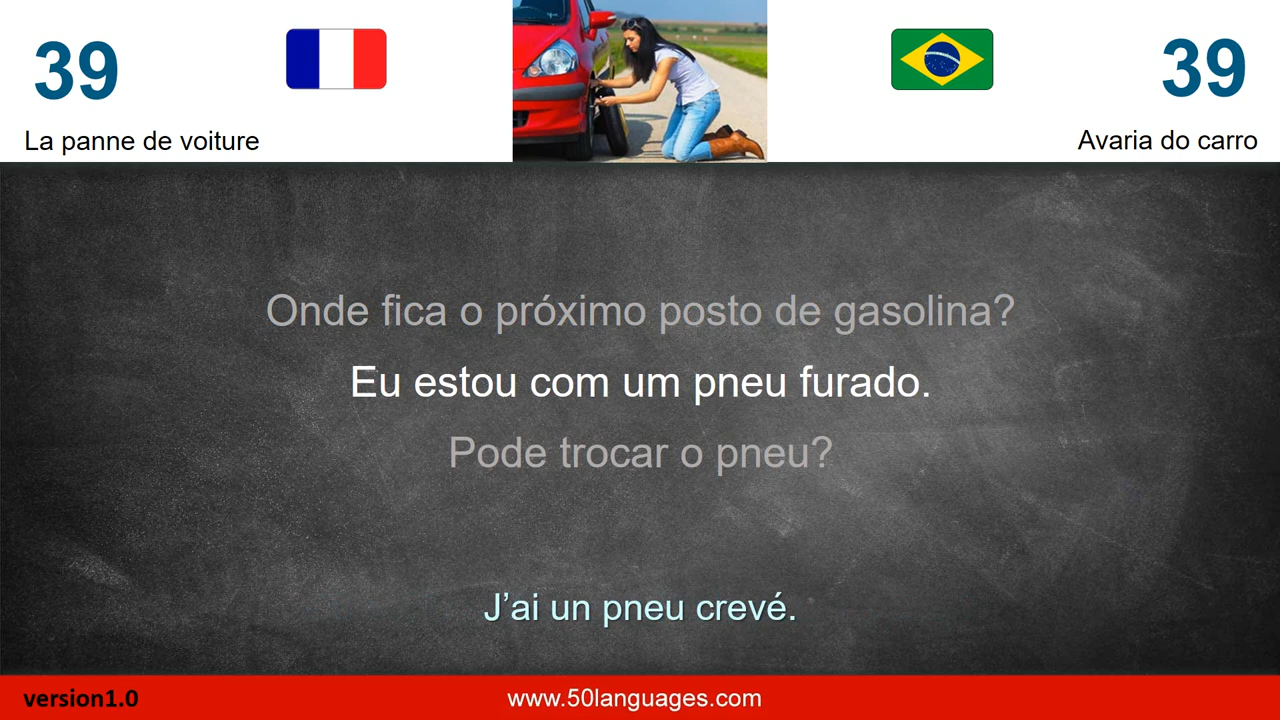 39
39
La panne de voiture
Avaria do carro
Onde fica o próximo posto de gasolina?
Eu estou com um pneu furado.
Pode trocar o pneu?
J’ai un pneu crevé.
version1.0
www.50languages.com